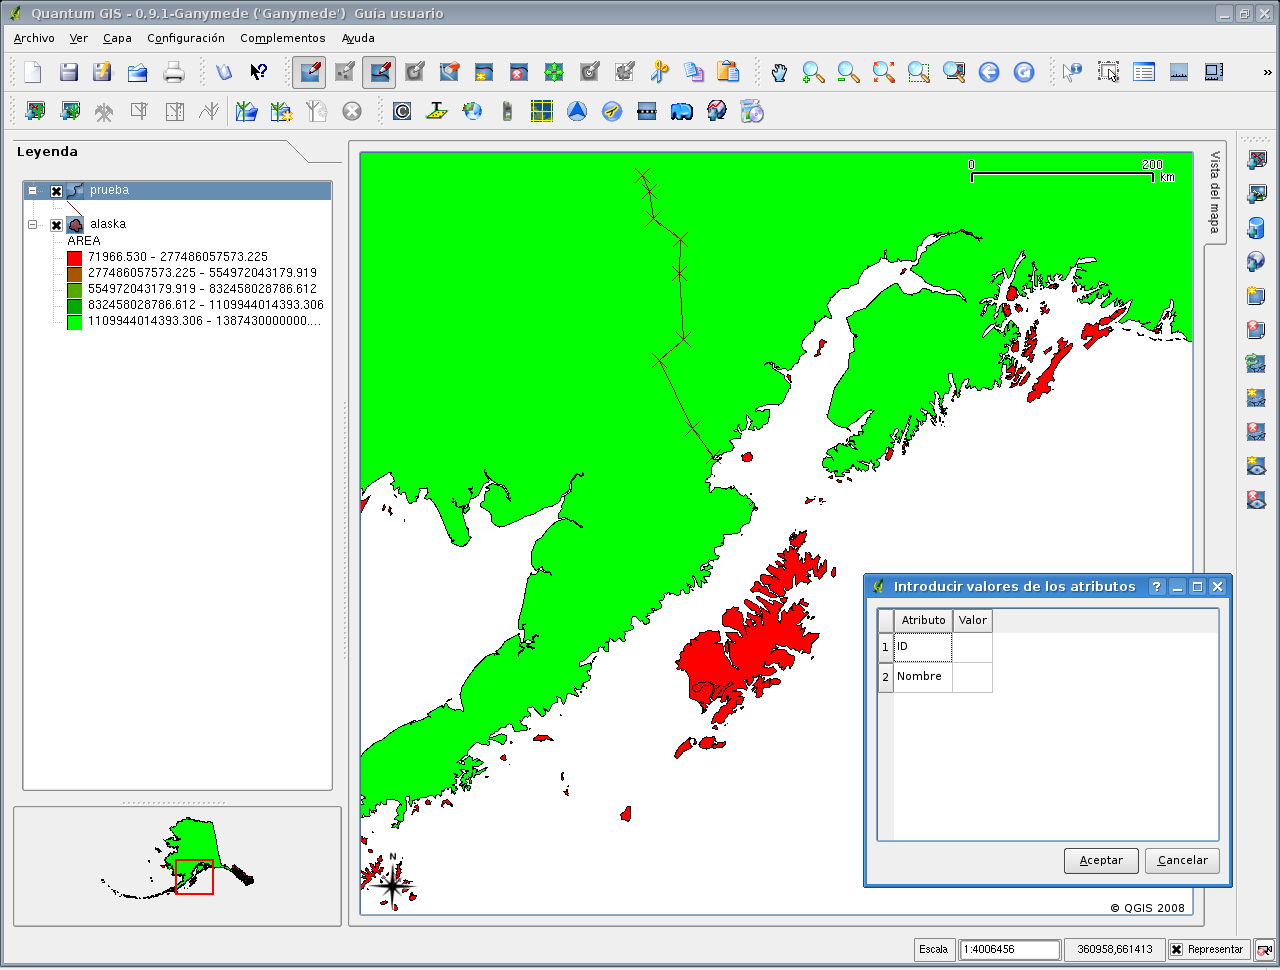 Quantum GIS - 0.9.1-Ganymede ('Ganymede')  Guía usuario
Archivo Ver Capa Configuración Complementos Ayuda
»
Leyenda
prueba
alaska
AREA
71966.530 - 277486057573.225
277486057573.225 - 554972043179.919
554972043179.919 - 832458028786.612
832458028786.612 - 1109944014393.306
1109944014393.306 - 1387430000000....
0 200
km
Vista del mapa
N
© QGIS 2008
Introducir valores de los atributos
Atributo Valor
1 ID
2 Nombre
Aceptar Cancelar
Escala 1:4006456 360958,661413 Representar